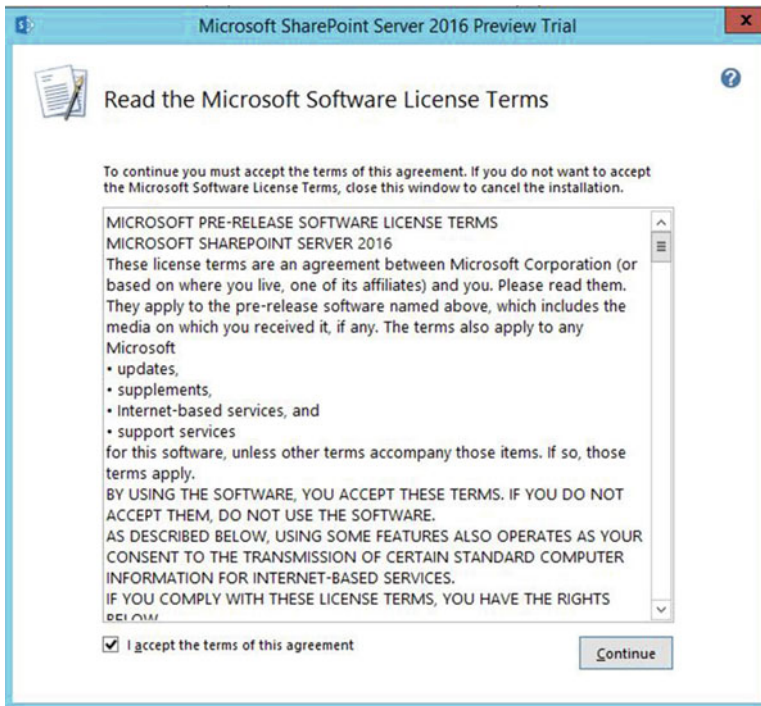 Microsoft SharePoint Server 2016 Preview Trial
Read the Microsoft Software License Terms
To continue you must accept the terms of this agreement. If you do not want to accept
the Microsoft Software License Terms, close this window to cancel the installation.
MICROSOFT PRE-RELEASE SOFTWARE LICENSE TERMS
MICROSOFT SHAREPOINT SERVER 2016
These license terms are an agreement between Microsoft Corporation (or
based on where you live, one of its affiliates) and you. Please read them.
They apply to the pre-release software named above, which includes the
media on which you received it, if any. The terms also apply to any
Microsoft
• updates,
• supplements,
• Internet-based services, and
• support services
for this software, unless other terms accompany those items. If so, those
terms apply.
BY USING THE SOFTWARE, YOU ACCEPT THESE TERMS. IF YOU DO NOT
ACCEPT THEM, DO NOT USE THE SOFTWARE.
AS DESCRIBED BELOW, USING SOME FEATURES ALSO OPERATES AS YOUR
CONSENT TO THE TRANSMISSION OF CERTAIN STANDARD COMPUTER
INFORMATION FOR INTERNET-BASED SERVICES.
IF YOU COMPLY WITH THESE LICENSE TERMS, YOU HAVE THE RIGHTS
BELOW
I accept the terms of this agreement
Continue